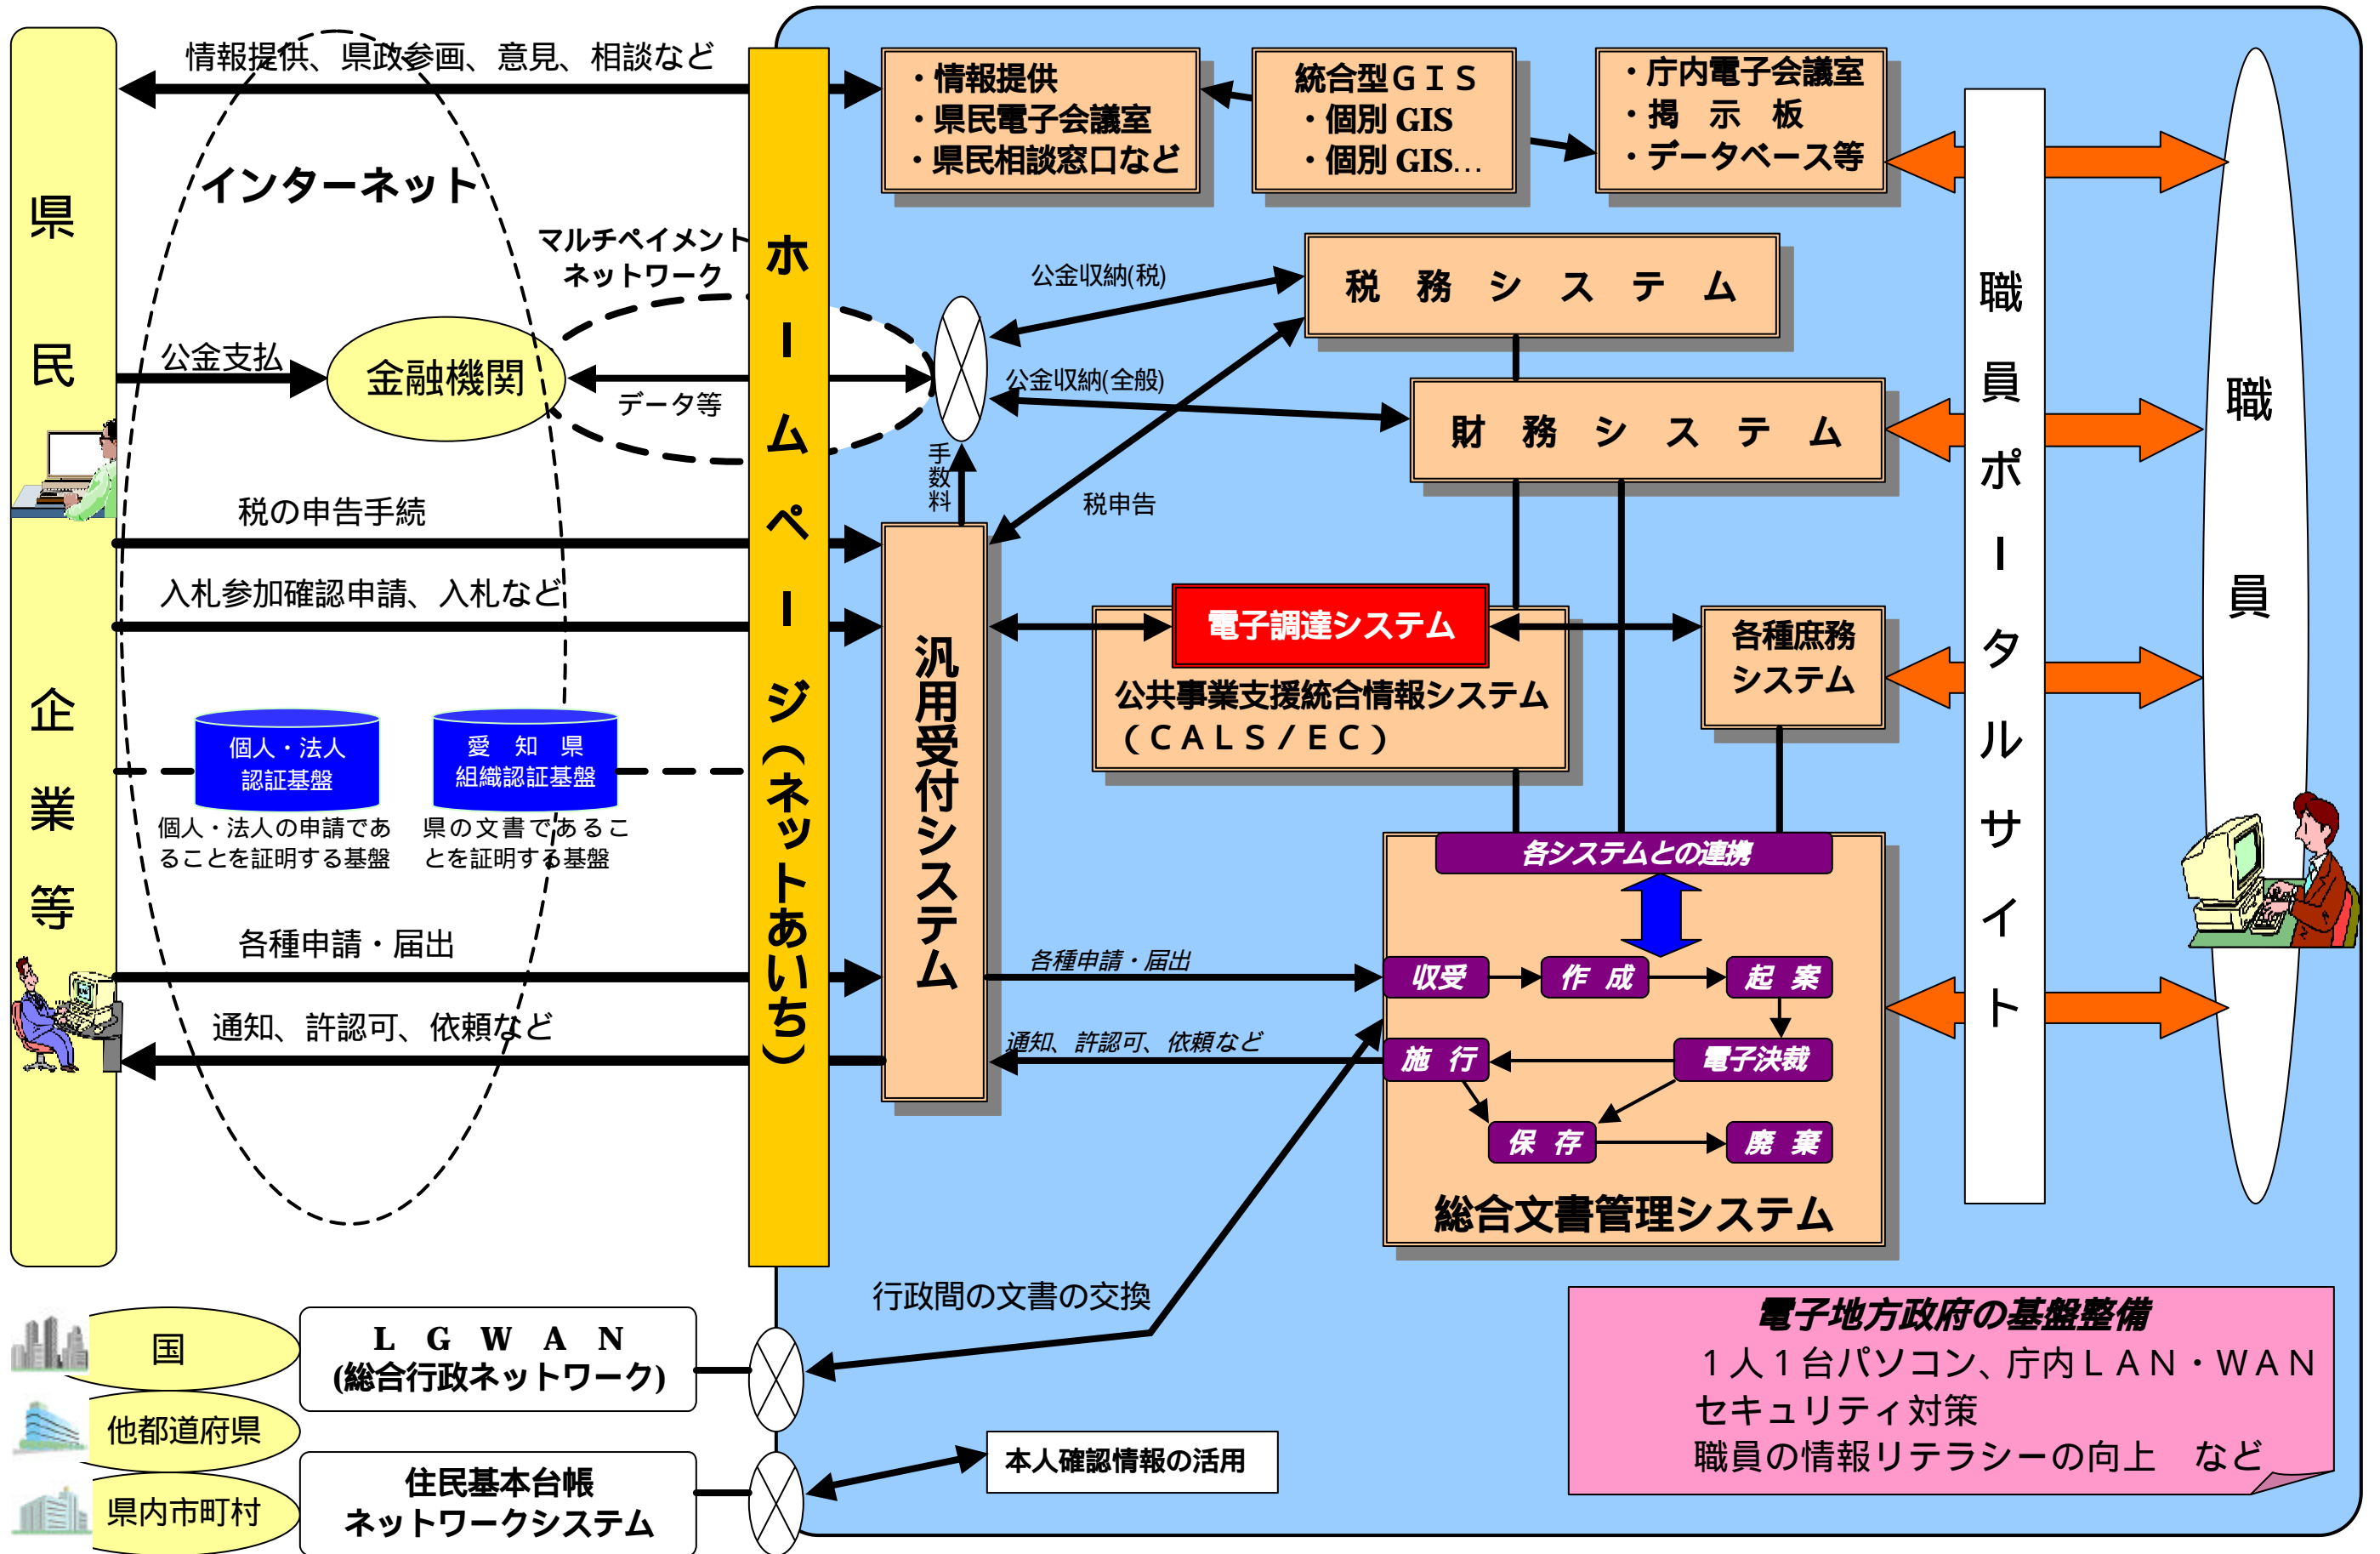 情報提供、県政参画、意見、相談など
インターネット
県民
企業等
マルチペイメント
ネットワーク
公金支払
金融機関
データ等
税の申告手続
入札参加確認申請、入札など
個人・法人
認証基盤
愛 知 県
組織認証基盤
個人・法人の申請であ
ることを証明する基盤
県の文書であるこ
とを証明する基盤
各種申請・届出
通知、許認可、依頼など
ホームページ（ネットあいち）
・情報提供
・県民電子会議室
・県民相談窓口など
統合型ＧＩＳ
・個別 GIS
・個別 GIS…
・庁内電子会議室
・掲 示 板
・データベース等
公金収納(税)
税 務 シ ス テ ム
公金収納(全般)
財 務 シ ス テ ム
手数料
税申告
汎用受付システム
電子調達システム
公共事業支援統合情報システム
（ＣＡＬＳ／ＥＣ）
各種庶務
システム
各システムとの連携
各種申請・届出
収受
作 成
起 案
通知、許認可、依頼など
施 行
電子決裁
保 存
廃 棄
総合文書管理システム
職員ポータルサイト
職員
行政間の文書の交換
国
他都道府県
県内市町村
Ｌ Ｇ Ｗ Ａ Ｎ
(総合行政ネットワーク)
住民基本台帳
ネットワークシステム
本人確認情報の活用
電子地方政府の基盤整備
１人１台パソコン、庁内ＬＡＮ・ＷＡＮ
セキュリティ対策
職員の情報リテラシーの向上 など